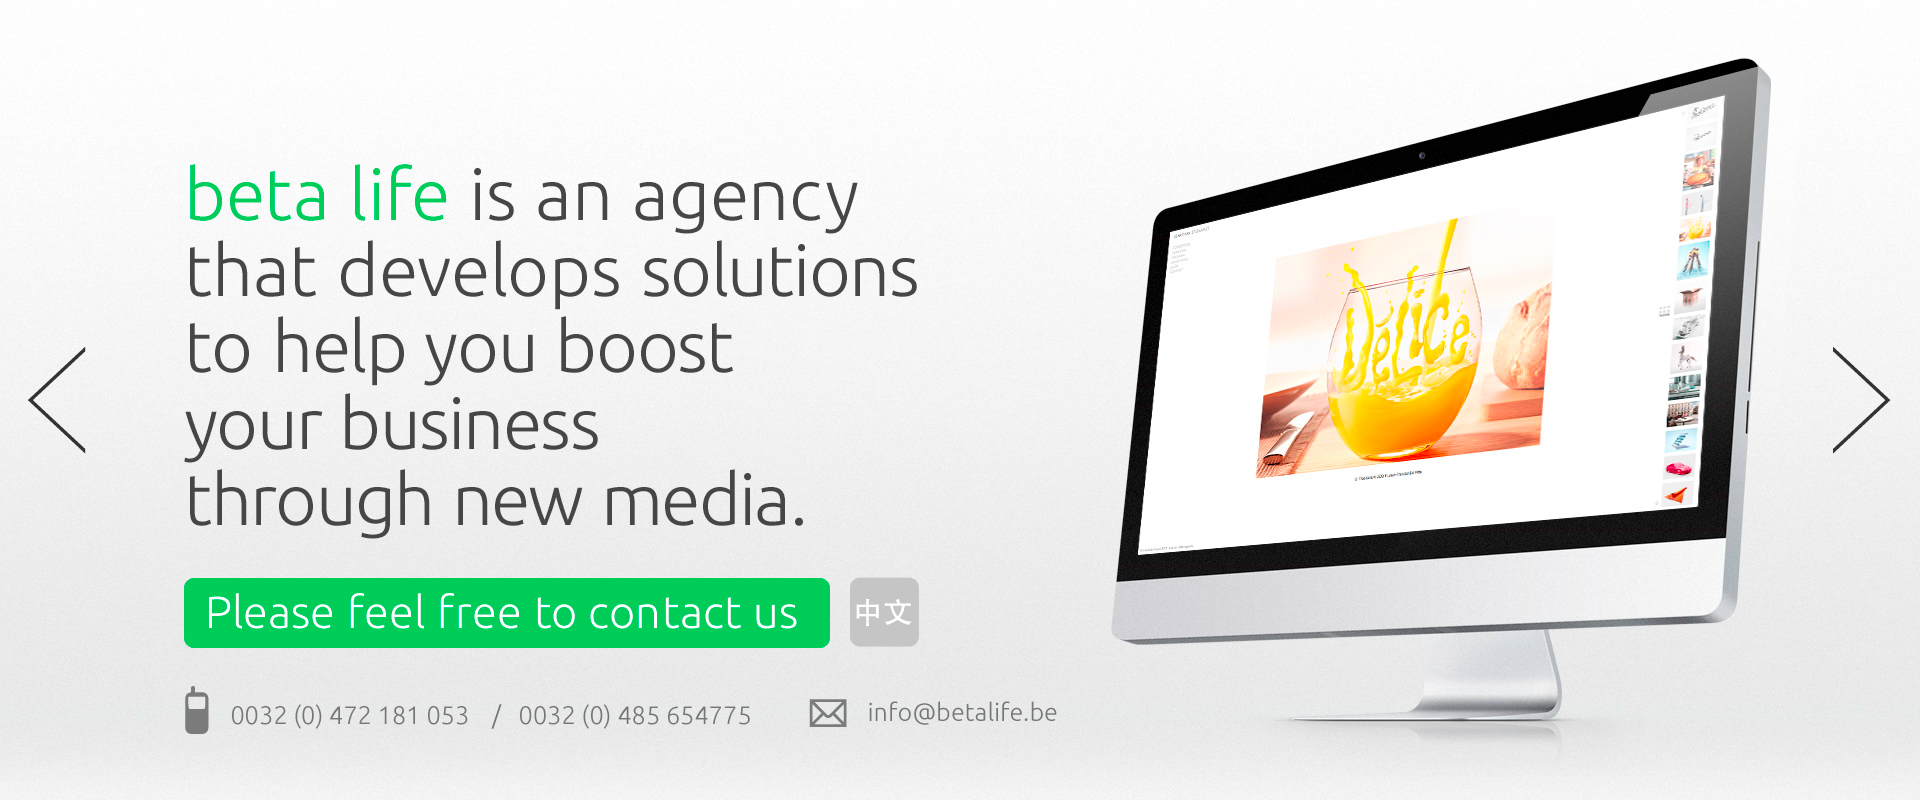 beta life is an agency
that develops solutions
to help you boost
your business
through new media.
Please feel free to contact us
中文
0032 (0) 472 181 053 / 0032 (0) 485 654775
info@betalife.be
Délice